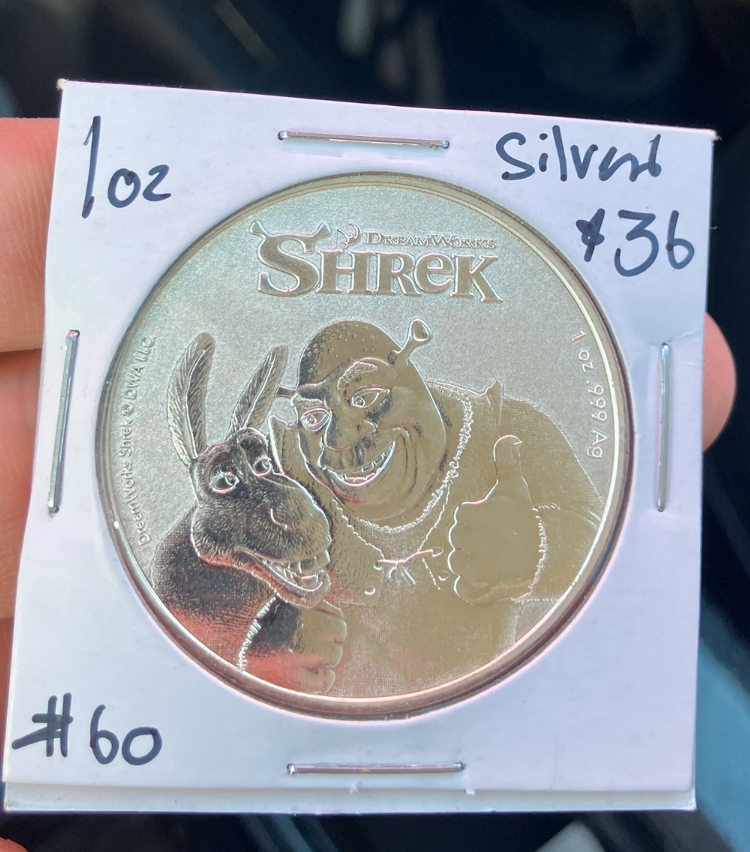 1oz
Silver
$36
DREAMWORKS
SHREK
DreamWorks Shrek © DWA LLC.
1 oz .999 Ag
#60